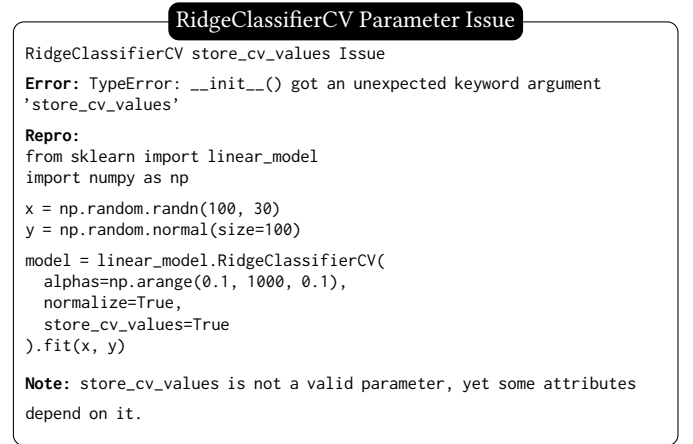 RidgeClassifierCV Parameter Issue
RidgeClassifierCV store_cv_values Issue
Error: TypeError: __init__() got an unexpected keyword argument
’store_cv_values’
Repro:
from sklearn import linear_model
import numpy as np
x = np.random.randn(100, 30)
y = np.random.normal(size=100)
model = linear_model.RidgeClassifierCV(
  alphas=np.arange(0.1, 1000, 0.1),
  normalize=True,
  store_cv_values=True
).fit(x, y)
Note: store_cv_values is not a valid parameter, yet some attributes
depend on it.